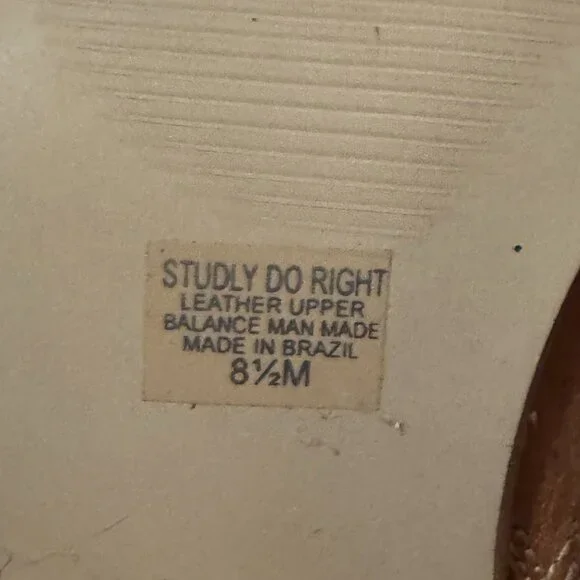 STUDLY DO RIGHT
LEATHER UPPER
BALANCE MAN MADE
MADE IN BRAZIL
8½M